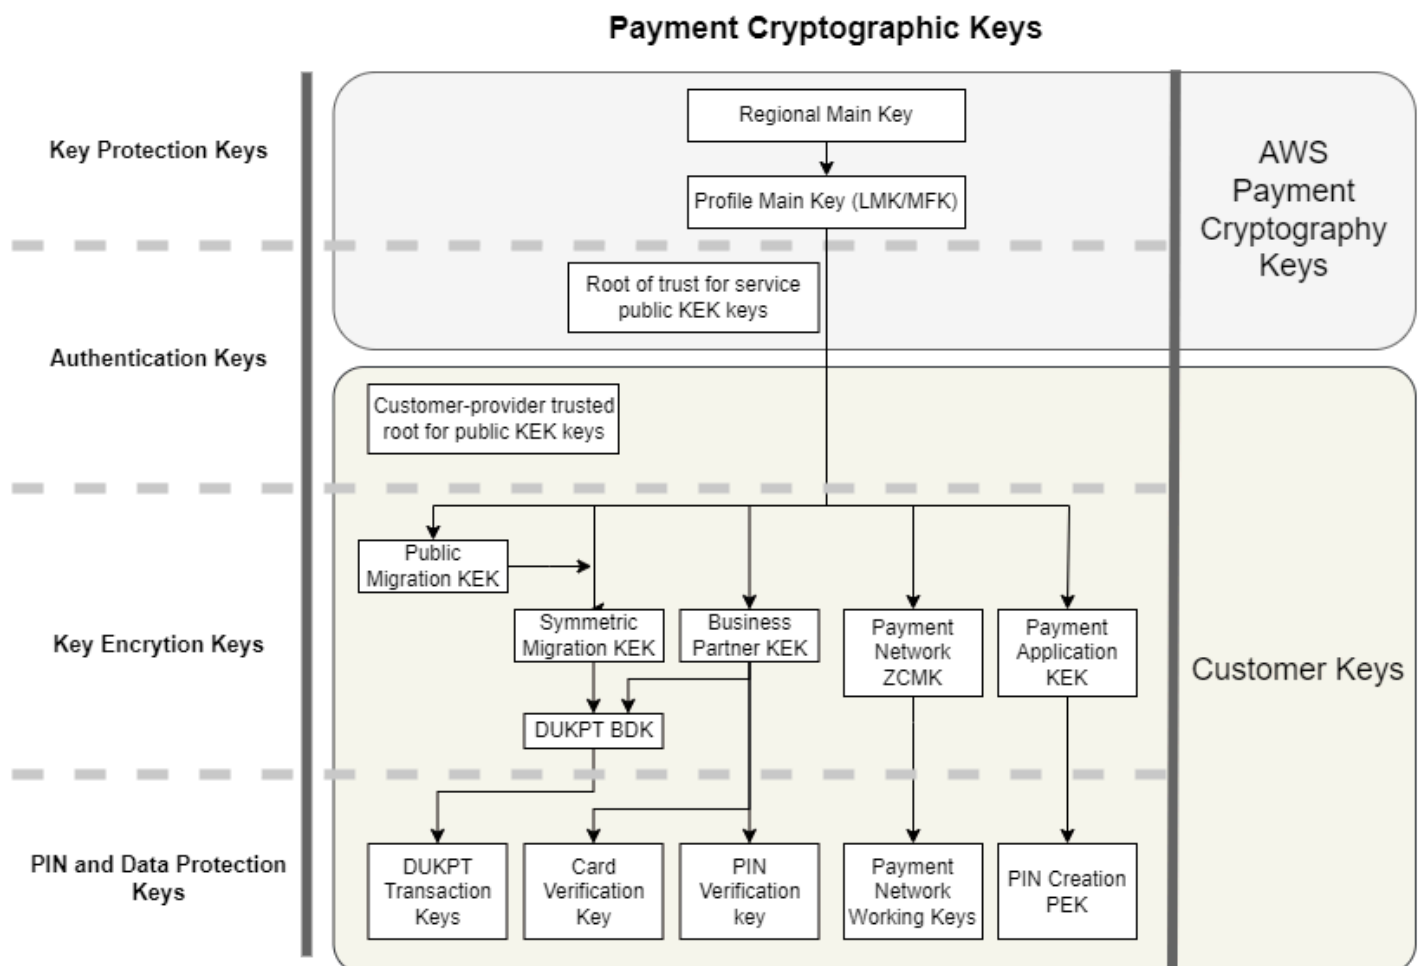 Payment Cryptographic Keys
Key Protection Keys
Regional Main Key
Profile Main Key (LMK/MFK)
AWS
Payment
Cryptography
Keys
Authentication Keys
Root of trust for service
public KEK keys
Customer-provider trusted
root for public KEK keys
Key Encrytion Keys
Public
Migration KEK
Symmetric
Migration KEK
Business
Partner KEK
Payment
Network
ZCMK
Payment
Application
KEK
DUKPT BDK
Customer Keys
PIN and Data Protection
Keys
DUKPT
Transaction
Keys
Card
Verification
Key
PIN
Verification
key
Payment
Network
Working Keys
PIN Creation
PEK